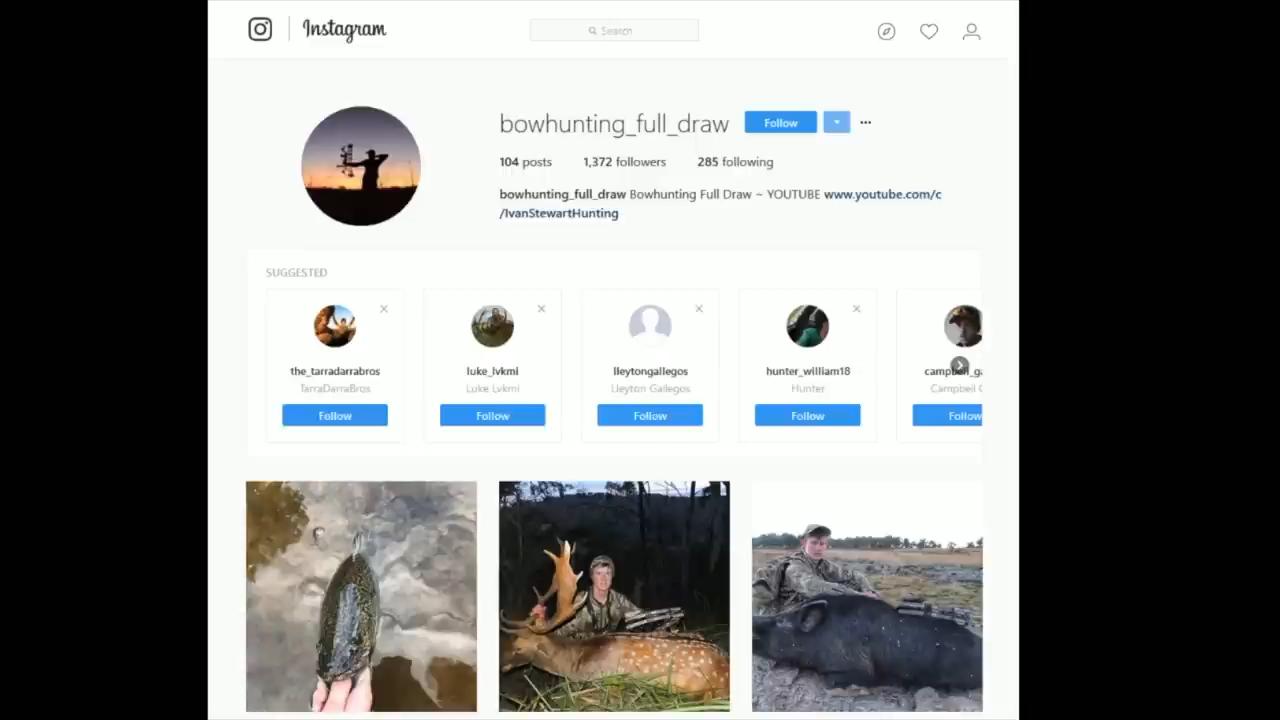 Instagram
Search
bowhunting_full_draw Follow
104 posts 1,372 followers 285 following
bowhunting_full_draw Bowhunting Full Draw ~ YOUTUBE www.youtube.com/c
/IvanStewartHunting
SUGGESTED
the_tarradarrabros luke_lvkmi lleytongallegos hunter_william18
TarraDarraBros Luke Lvkmi Lleyton Gallegos Hunter Campbell
Follow Follow Follow Follow Follow